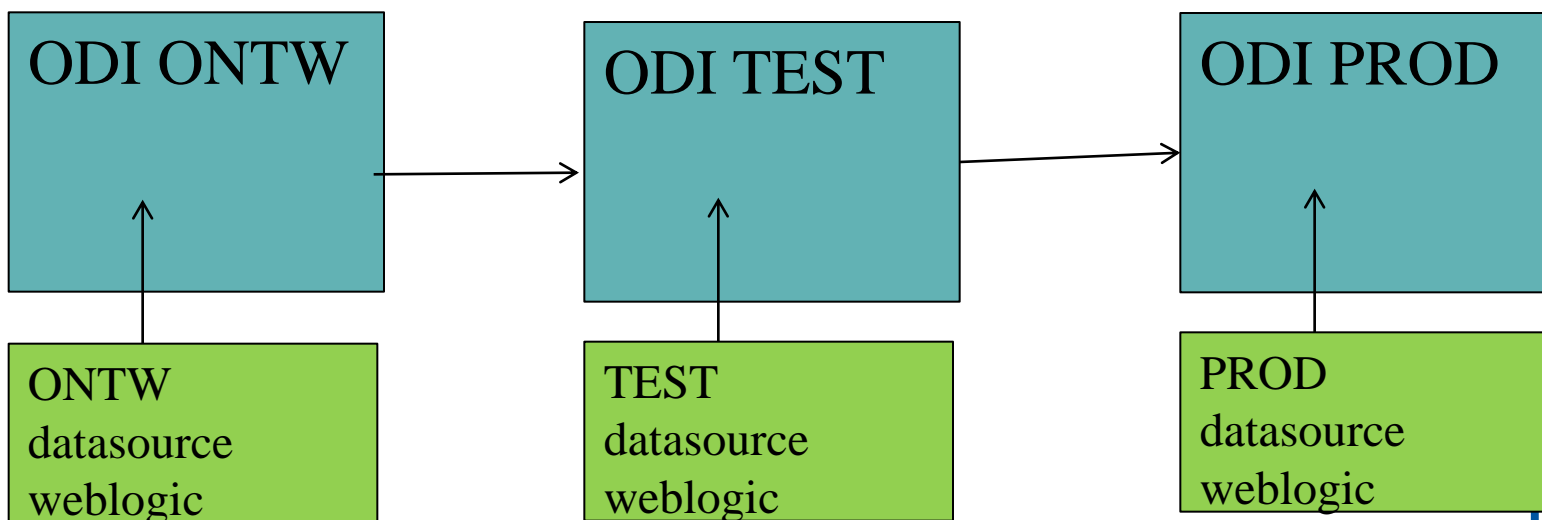 ODI ONTW
ODI TEST
ODI PROD
ONTW
datasource
weblogic
TEST
datasource
weblogic
PROD
datasource
weblogic